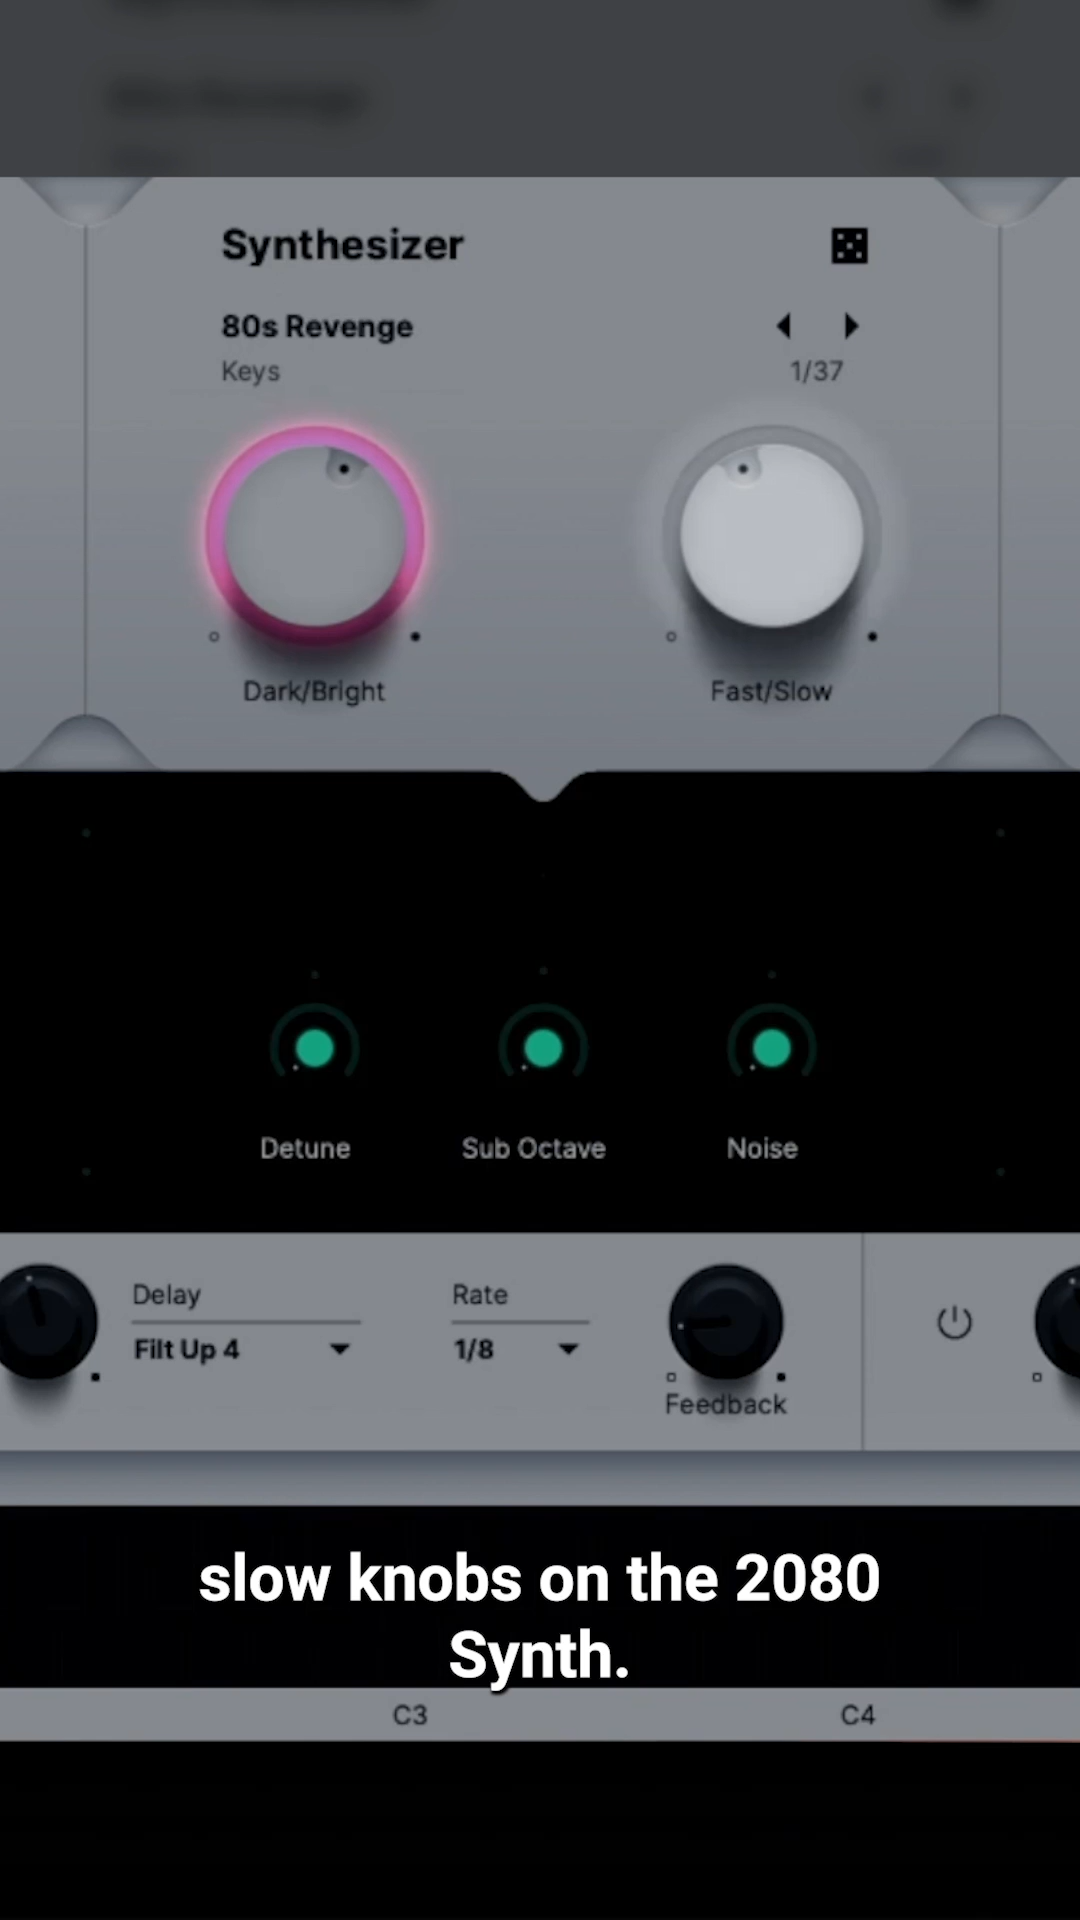 Synthesizer
80s Revenge
Keys
1/37
Dark/Bright
Fast/Slow
Detune
Sub Octave
Noise
Delay
Rate
Filt Up 4
1/8
Feedback
slow knobs on the 2080
Synth.
C3
C4